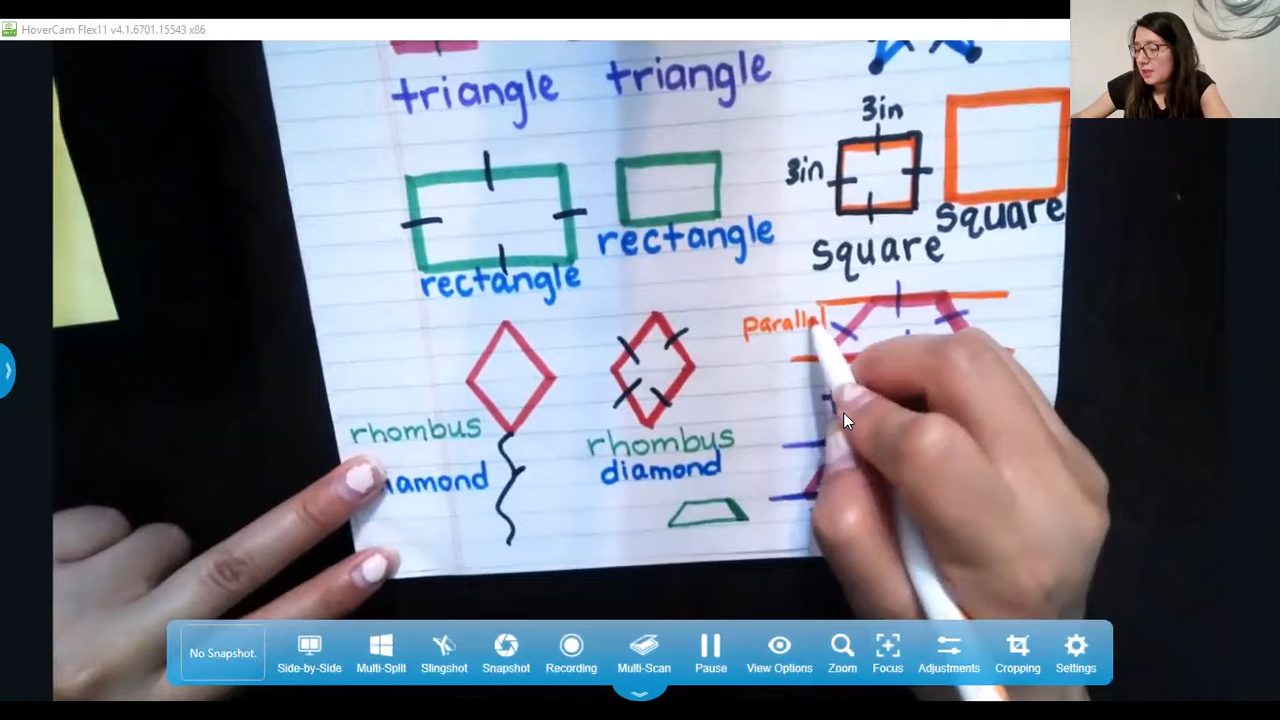 HoverCam Flex11 v4.1.6701.15543 x86
triangle
triangle
3in
3in
rectangle
rectangle
square
square
parallel
rhombus
diamond
rhombus
diamond
No Snapshot.
Side-by-Side
Multi-Split
Slingshot
Snapshot
Recording
Multi-Scan
Pause
View Options
Zoom
Focus
Adjustments
Cropping
Settings